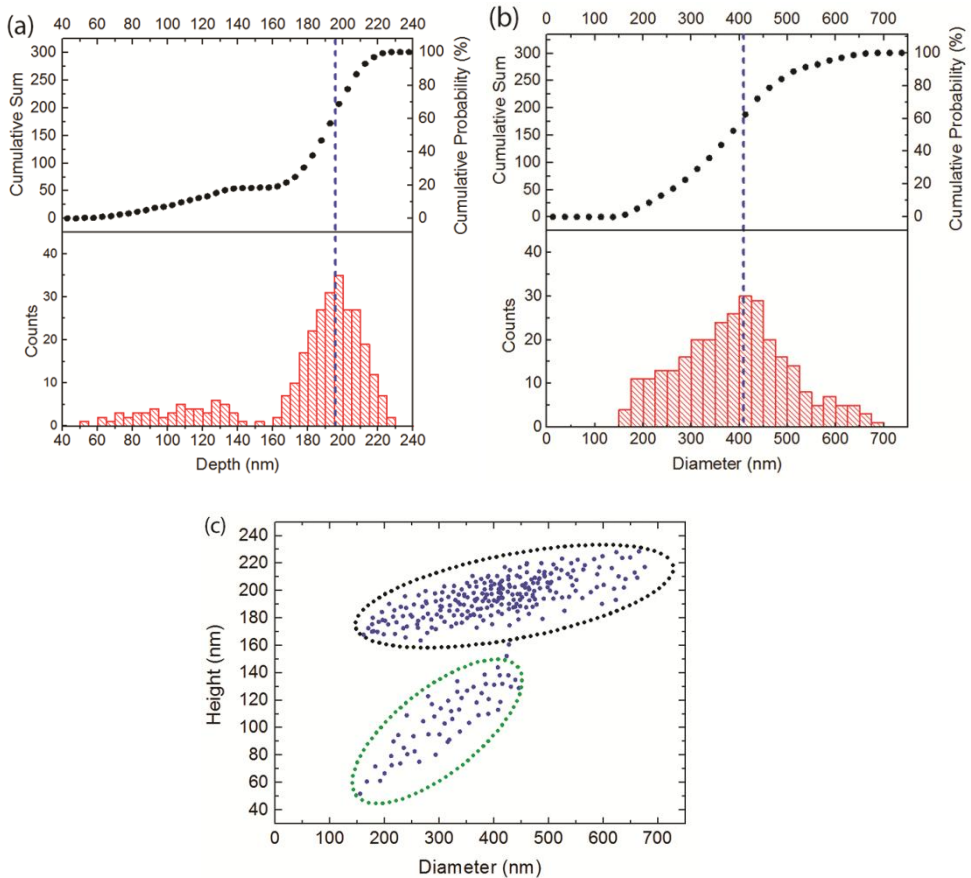 (a)
40 60 80 100 120 140 160 180 200 220 240
300
250
200
150
100
50
0
Cumulative Sum
100
80
60
40
20
0
Cumulative Probability (%)
40
30
20
10
0
Counts
40 60 80 100 120 140 160 180 200 220 240
Depth (nm)
(b)
0 100 200 300 400 500 600 700
300
250
200
150
100
50
0
Cumulative Sum
100
80
60
40
20
0
Cumulative Probability (%)
40
30
20
10
0
Counts
0 100 200 300 400 500 600 700
Diameter (nm)
(c)
240
220
200
180
160
140
120
100
80
60
40
Height (nm)
0 100 200 300 400 500 600 700
Diameter (nm)